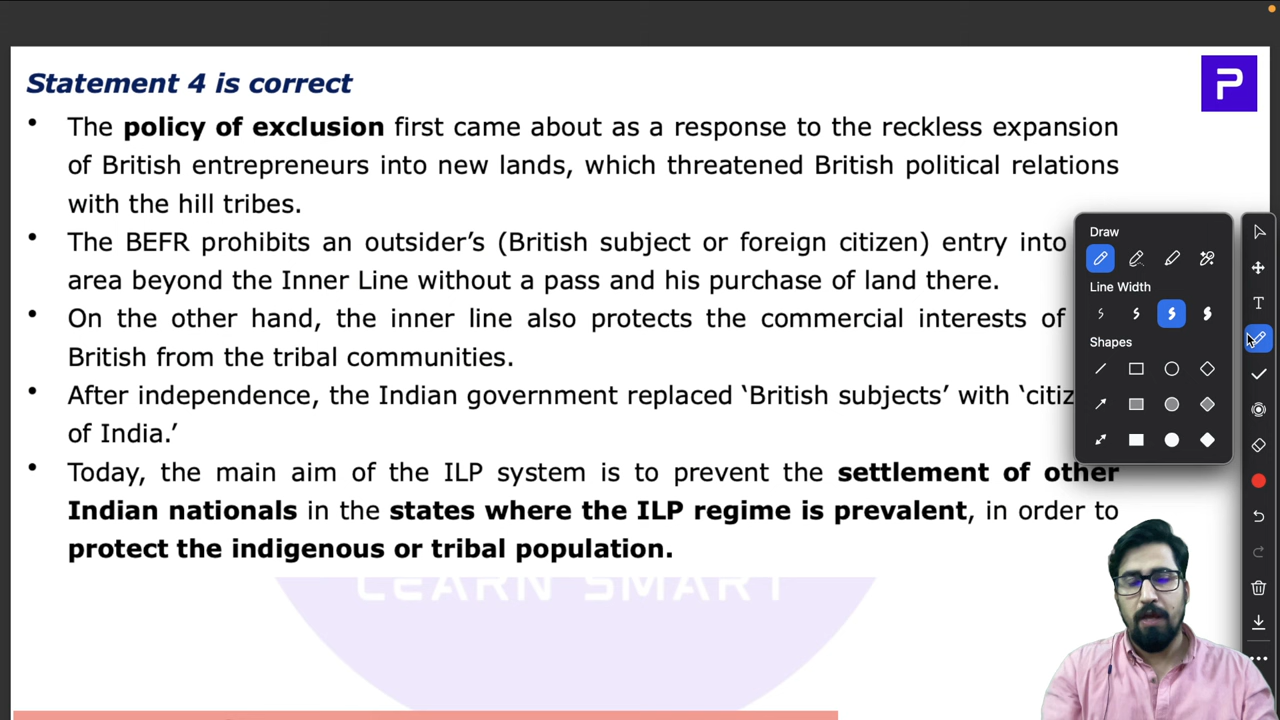 Statement 4 is correct
P
• The policy of exclusion first came about as a response to the reckless expansion
of British entrepreneurs into new lands, which threatened British political relations
with the hill tribes.
• The BEFR prohibits an outsider’s (British subject or foreign citizen) entry into
area beyond the Inner Line without a pass and his purchase of land there.
• On the other hand, the inner line also protects the commercial interests of
British from the tribal communities.
• After independence, the Indian government replaced ‘British subjects’ with
of India.’
• Today, the main aim of the ILP system is to prevent the settlement of other
Indian nationals in the states where the ILP regime is prevalent, in order to
protect the indigenous or tribal population.
LEARN SMART
Draw
Line Width
Shapes
T